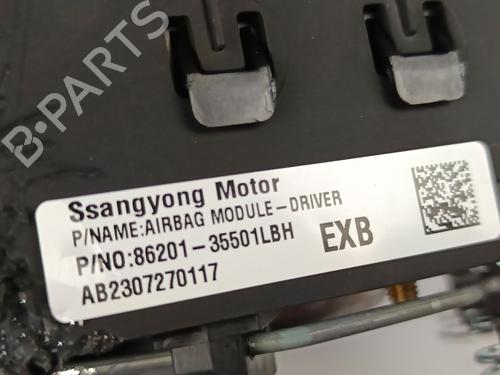 Ssangyong Motor
P/NAME:AIRBAG MODULE-DRIVER
P/NO:86201-35501LBH EXB
AB2307270117
B-PARTS